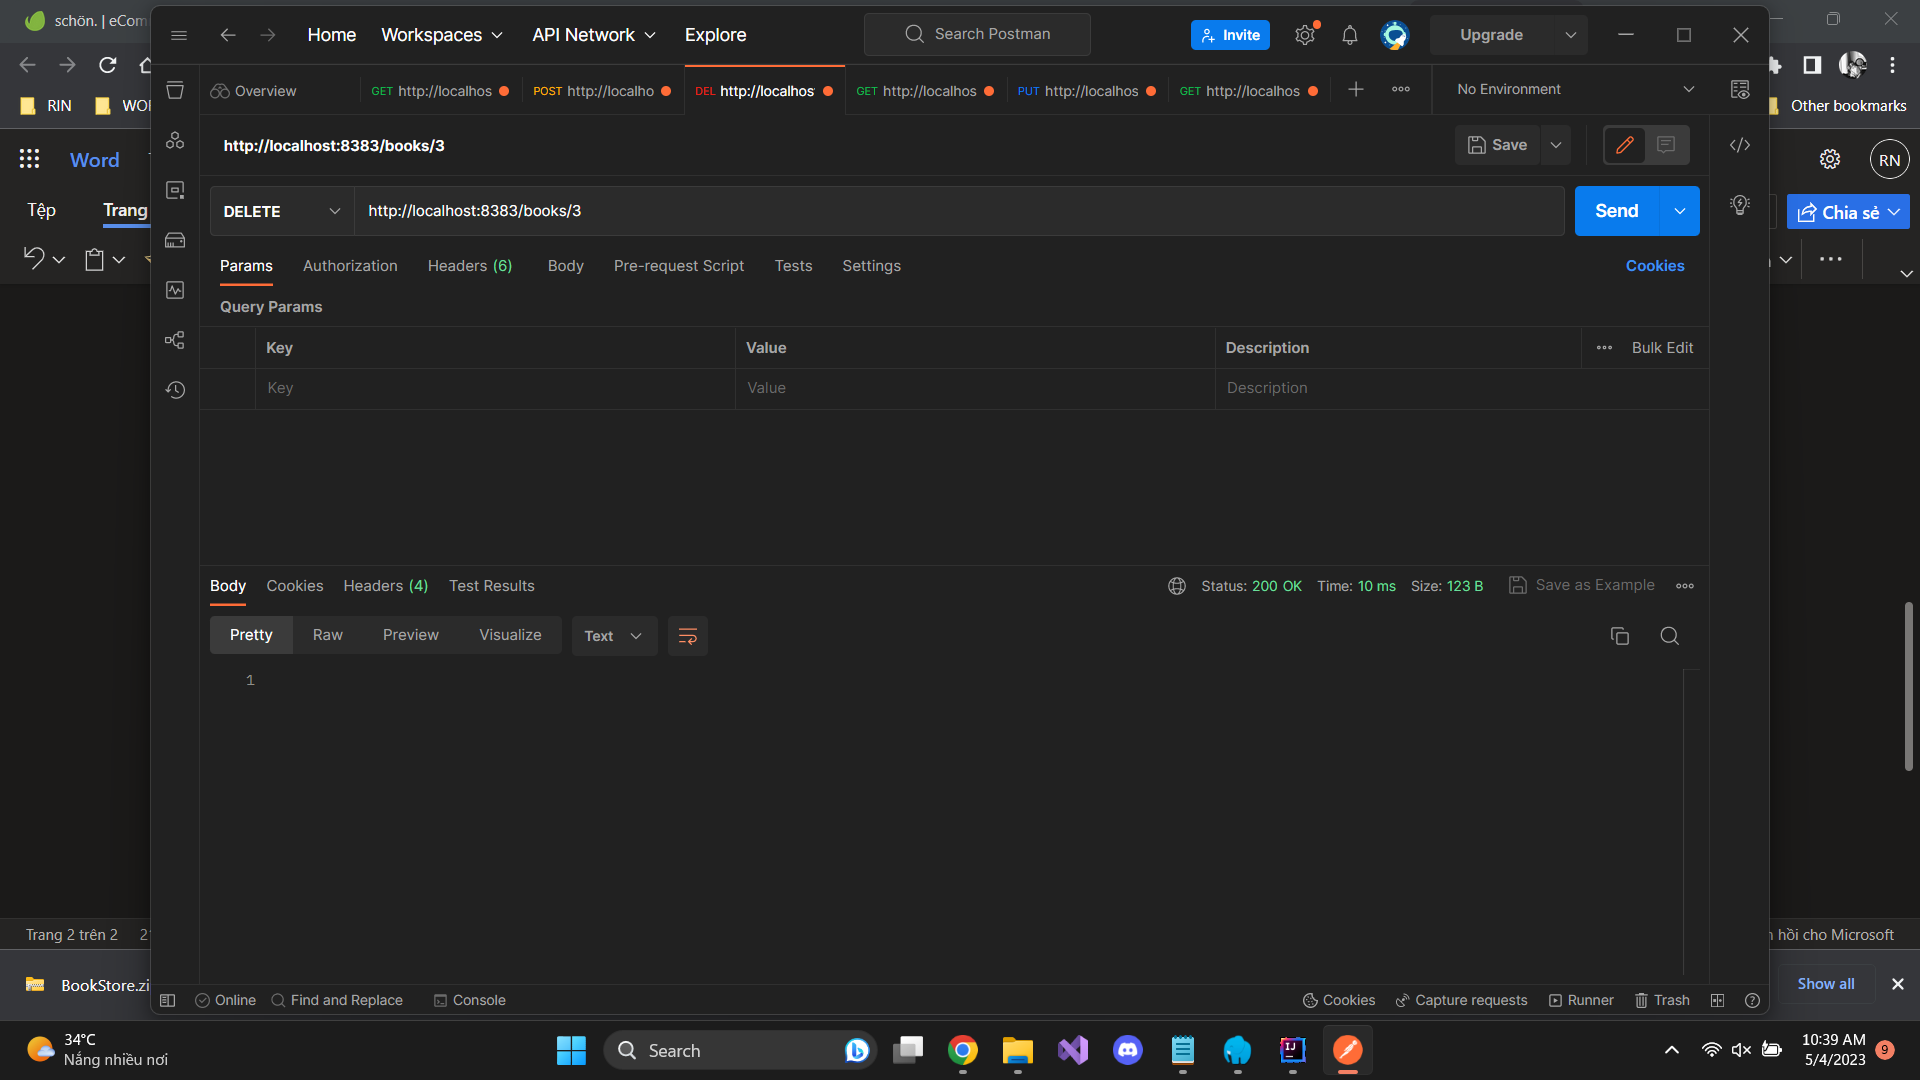 schön. | eCom
Home Workspaces API Network Explore
Search Postman
Invite
Upgrade
RIN
Other bookmarks
Overview
GET http://localhos
POST http://localho
DEL http://localhos
GET http://localhos
PUT http://localhos
GET http://localhos
No Environment
Word
http://localhost:8383/books/3
Save
RN
Tệp
Trang
DELETE
http://localhost:8383/books/3
Send
Chia sẻ
Params Authorization Headers (6) Body Pre-request Script Tests Settings
Cookies
Query Params
Key Value Description Bulk Edit
Key Value Description
Body Cookies Headers (4) Test Results
Status: 200 OK Time: 10 ms Size: 123 B
Save as Example
Pretty Raw Preview Visualize
Text
1
Trang 2 trên 2
hồi cho Microsoft
BookStore.zi
Show all
Online Find and Replace Console
Cookies Capture requests Runner Trash
34°C
Nắng nhiều nơi
Search
10:39 AM
5/4/2023
9